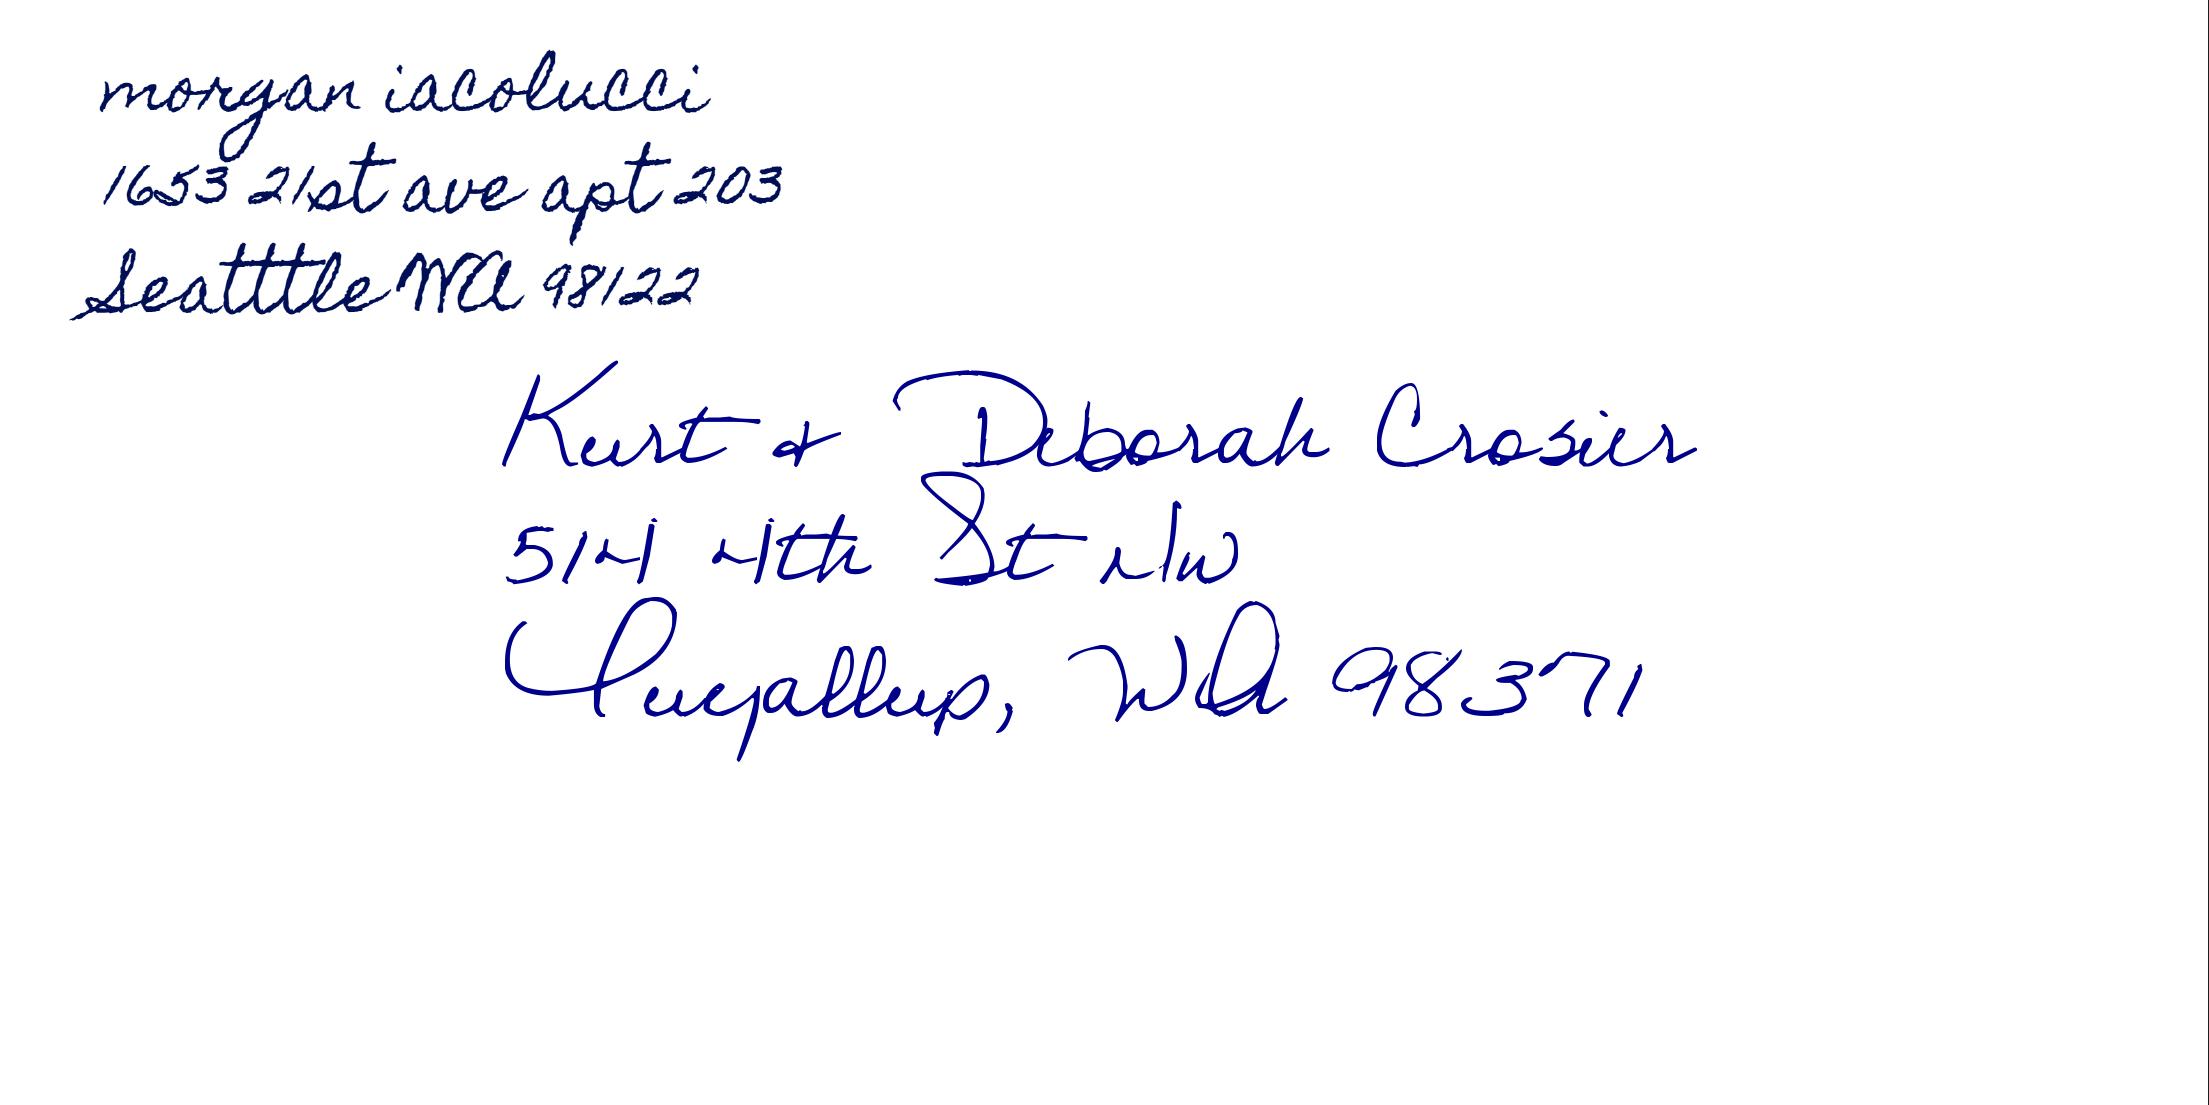 morgan iacolucci
1653 21st ave apt 203
Seatttle WA 98122
Kurt & Deborah Crosier
514 4th St NW
Puyallup, WA 98371